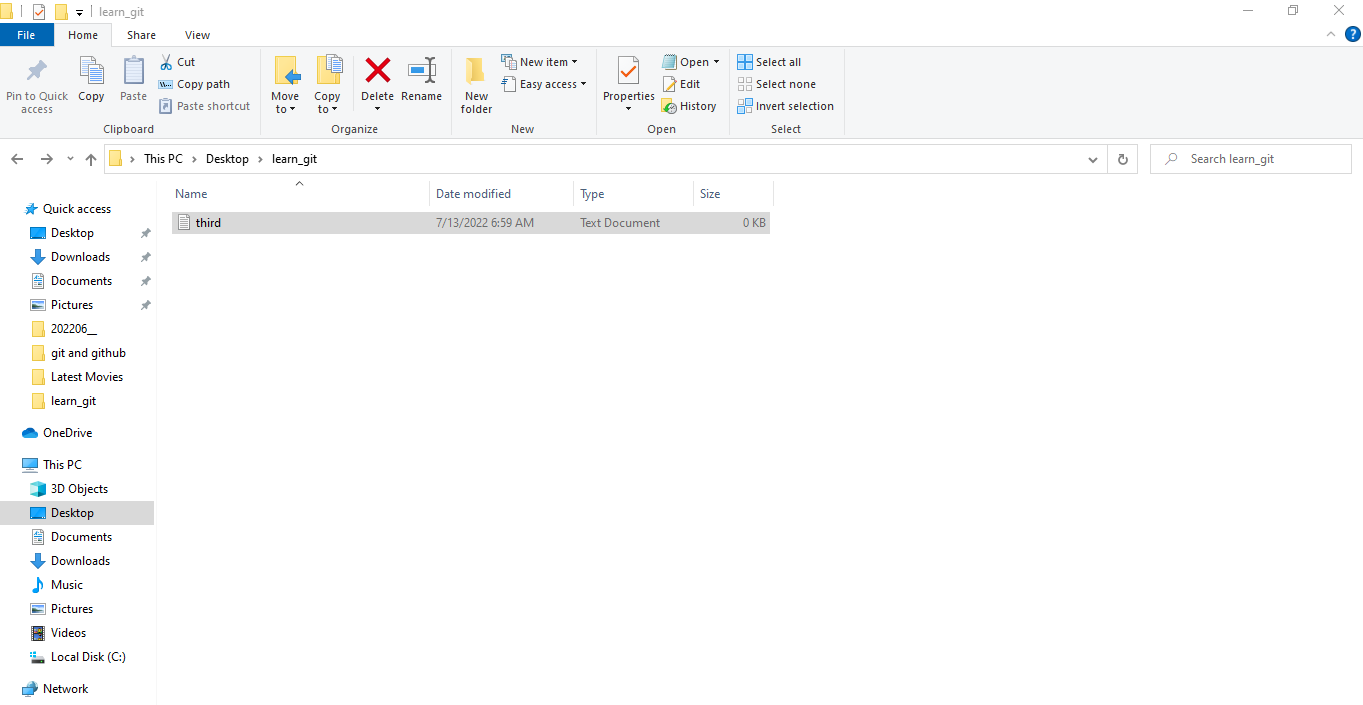 learn_git
File Home Share View
Pin to Quick access
Copy
Paste
Cut
Copy path
Paste shortcut
Clipboard
Move to
Copy to
Delete
Rename
Organize
New folder
New item
Easy access
New
Properties
Open
Edit
History
Open
Select all
Select none
Invert selection
Select
This PC > Desktop > learn_git
Search learn_git
Name Date modified Type Size
third 7/13/2022 6:59 AM Text Document 0 KB
Quick access
Desktop
Downloads
Documents
Pictures
202206__
git and github
Latest Movies
learn_git
OneDrive
This PC
3D Objects
Desktop
Documents
Downloads
Music
Pictures
Videos
Local Disk (C:)
Network